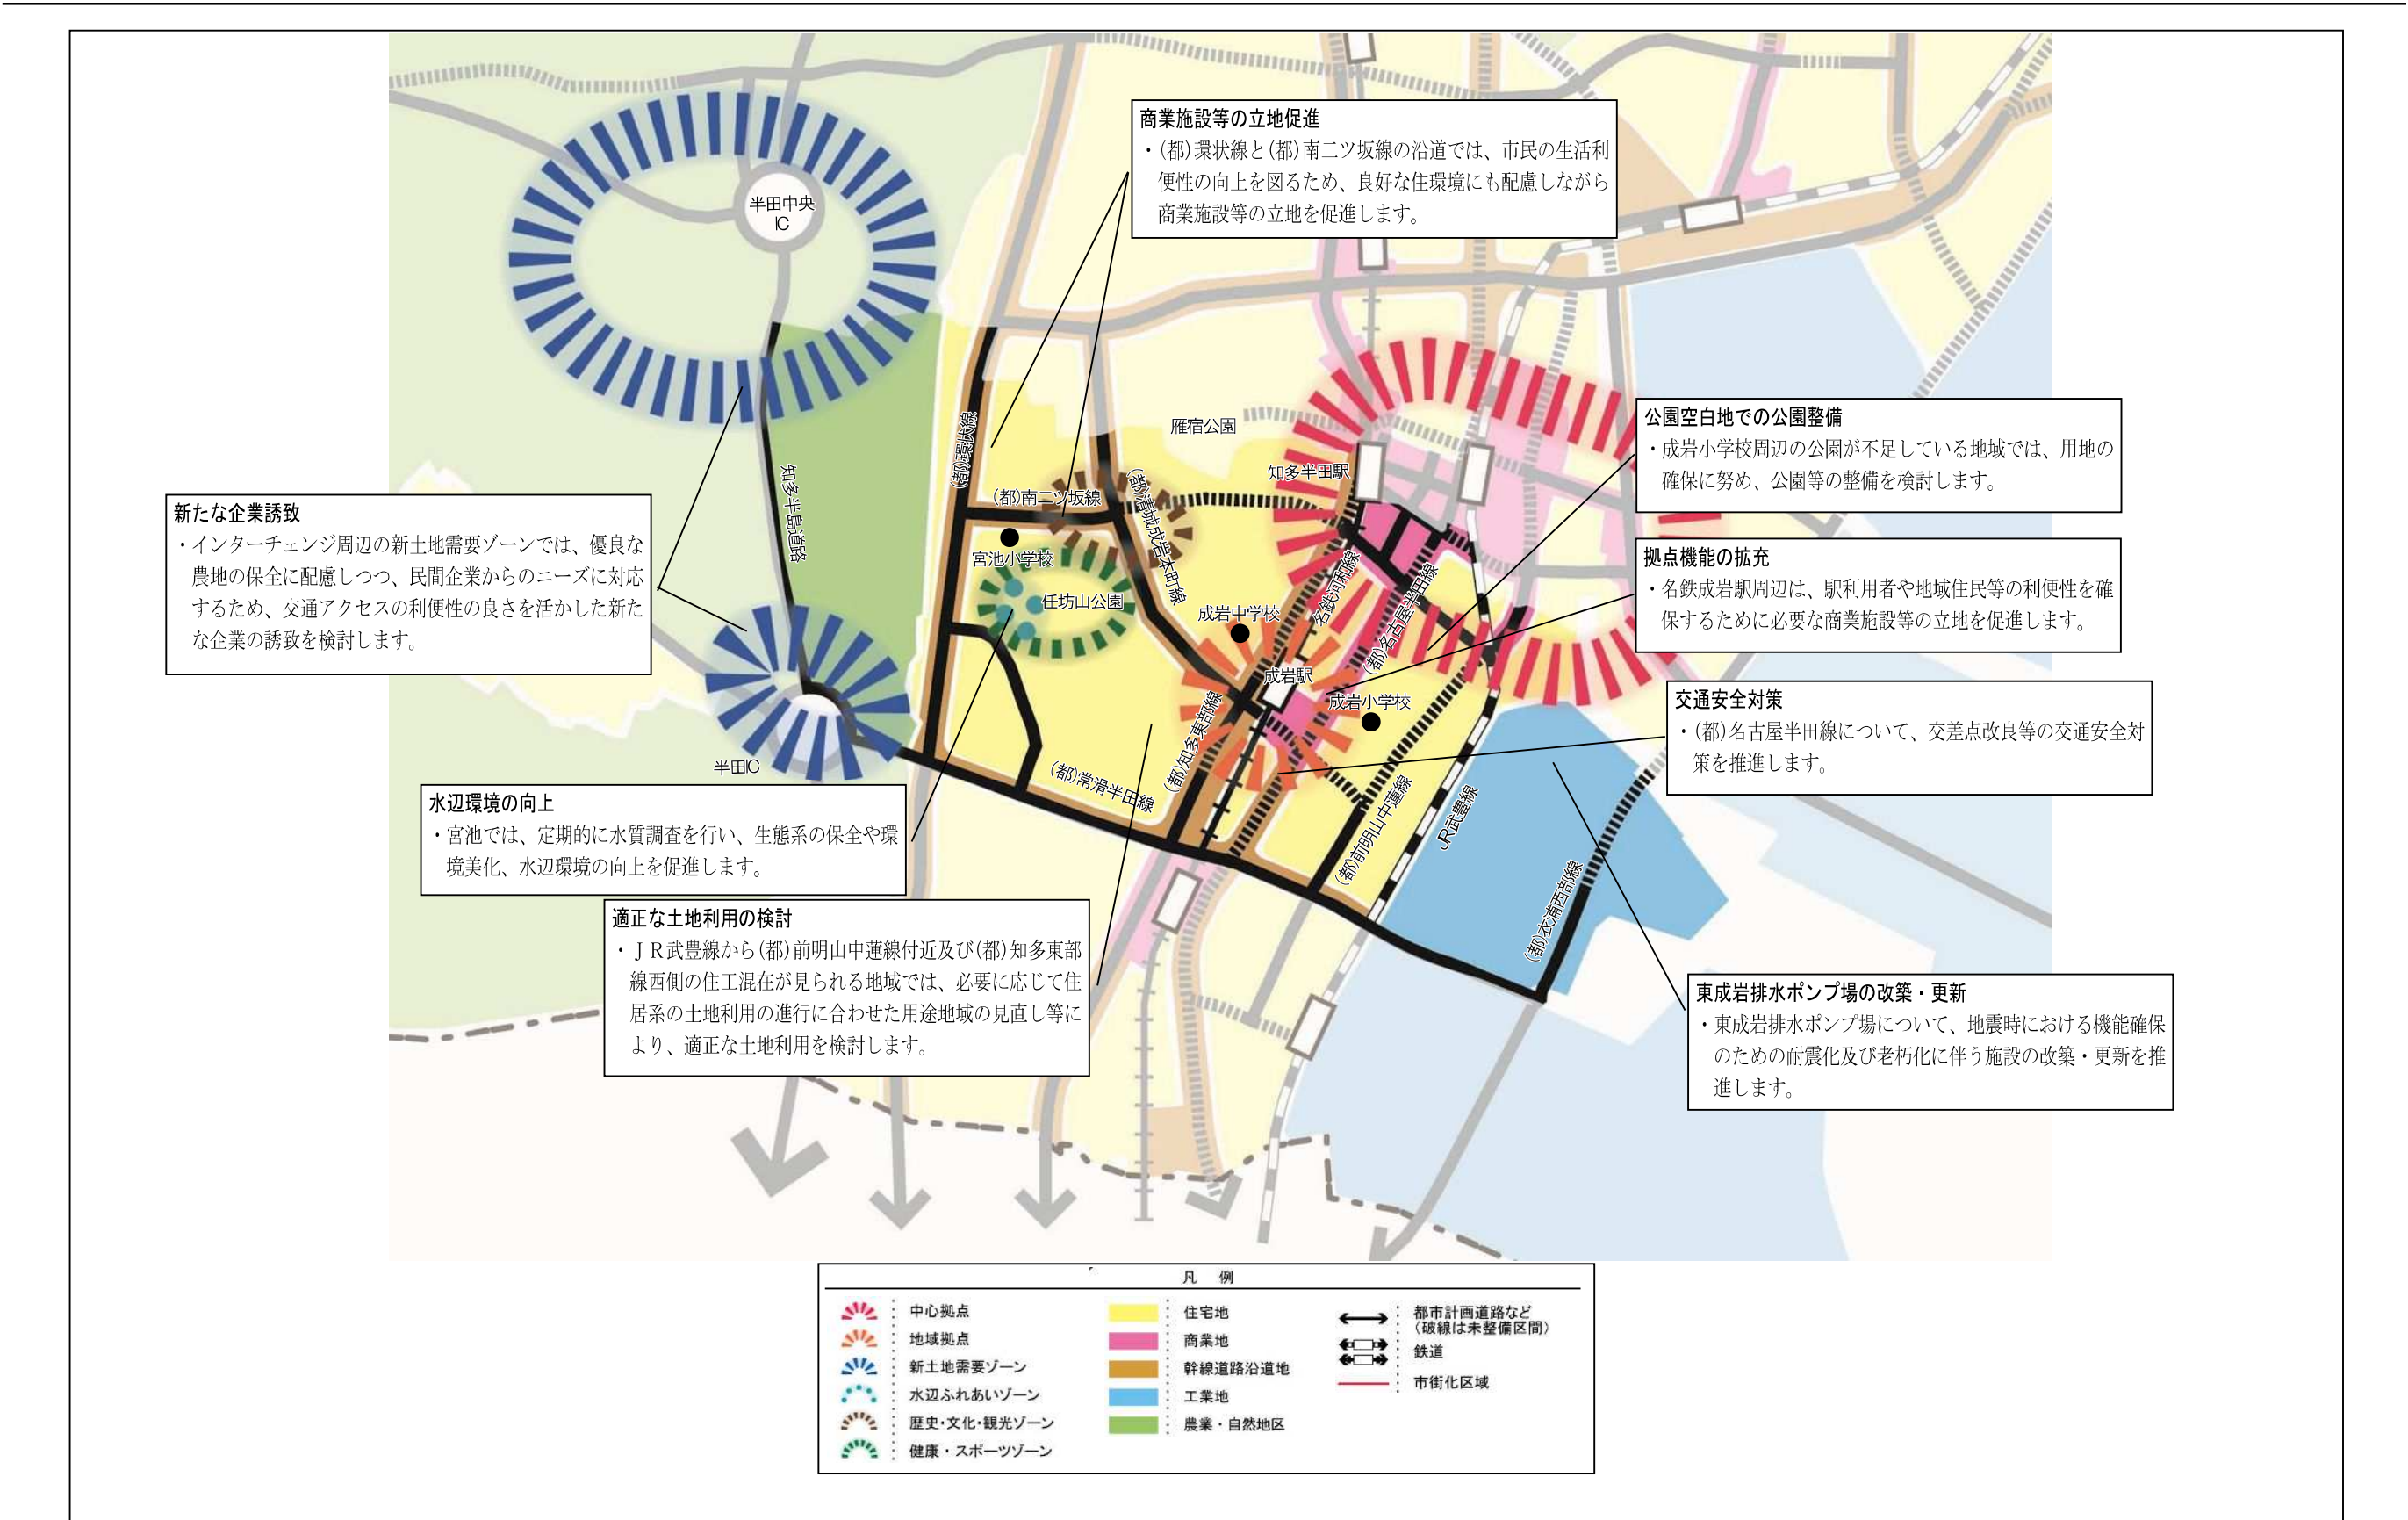 商業施設等の立地促進
・(都)環状線と(都)南二ツ坂線の沿道では、市民の生活利
便性の向上を図るため、良好な住環境にも配慮しながら
商業施設等の立地を促進します。
半田中央
IC
公園空白地での公園整備
・成岩小学校周辺の公園が不足している地域では、用地の
確保に努め、公園等の整備を検討します。
雁宿公園
知多半田駅
(都)環状線
知多半島道路
(都)南二ツ坂線
(都)清城成岩本町線
新たな企業誘致
・インターチェンジ周辺の新土地需要ゾーンでは、優良な
農地の保全に配慮しつつ、民間企業からのニーズに対応
するため、交通アクセスの利便性の良さを活かした新た
な企業の誘致を検討します。
宮池小学校
任坊山公園
成岩中学校
名鉄河和線
(都)名古屋半田線
拠点機能の拡充
・名鉄成岩駅周辺は、駅利用者や地域住民等の利便性を確
保するために必要な商業施設等の立地を促進します。
成岩駅
成岩小学校
交通安全対策
・(都)名古屋半田線について、交差点改良等の交通安全対
策を推進します。
半田IC
(都)常滑半田線
(都)知多東部線
(都)前明山中蓮線
JR武豊線
(都)衣浦西部線
水辺環境の向上
・宮池では、定期的に水質調査を行い、生態系の保全や環
境美化、水辺環境の向上を促進します。
適正な土地利用の検討
・ＪＲ武豊線から(都)前明山中蓮線付近及び(都)知多東部
線西側の住工混在が見られる地域では、必要に応じて住
居系の土地利用の進行に合わせた用途地域の見直し等に
より、適正な土地利用を検討します。
東成岩排水ポンプ場の改築・更新
・東成岩排水ポンプ場について、地震時における機能確保
のための耐震化及び老朽化に伴う施設の改築・更新を推
進します。
凡 例
中心拠点
地域拠点
新土地需要ゾーン
水辺ふれあいゾーン
歴史・文化・観光ゾーン
健康・スポーツゾーン
住宅地
商業地
幹線道路沿道地
工業地
農業・自然地区
都市計画道路など
(破線は未整備区間)
鉄道
市街化区域